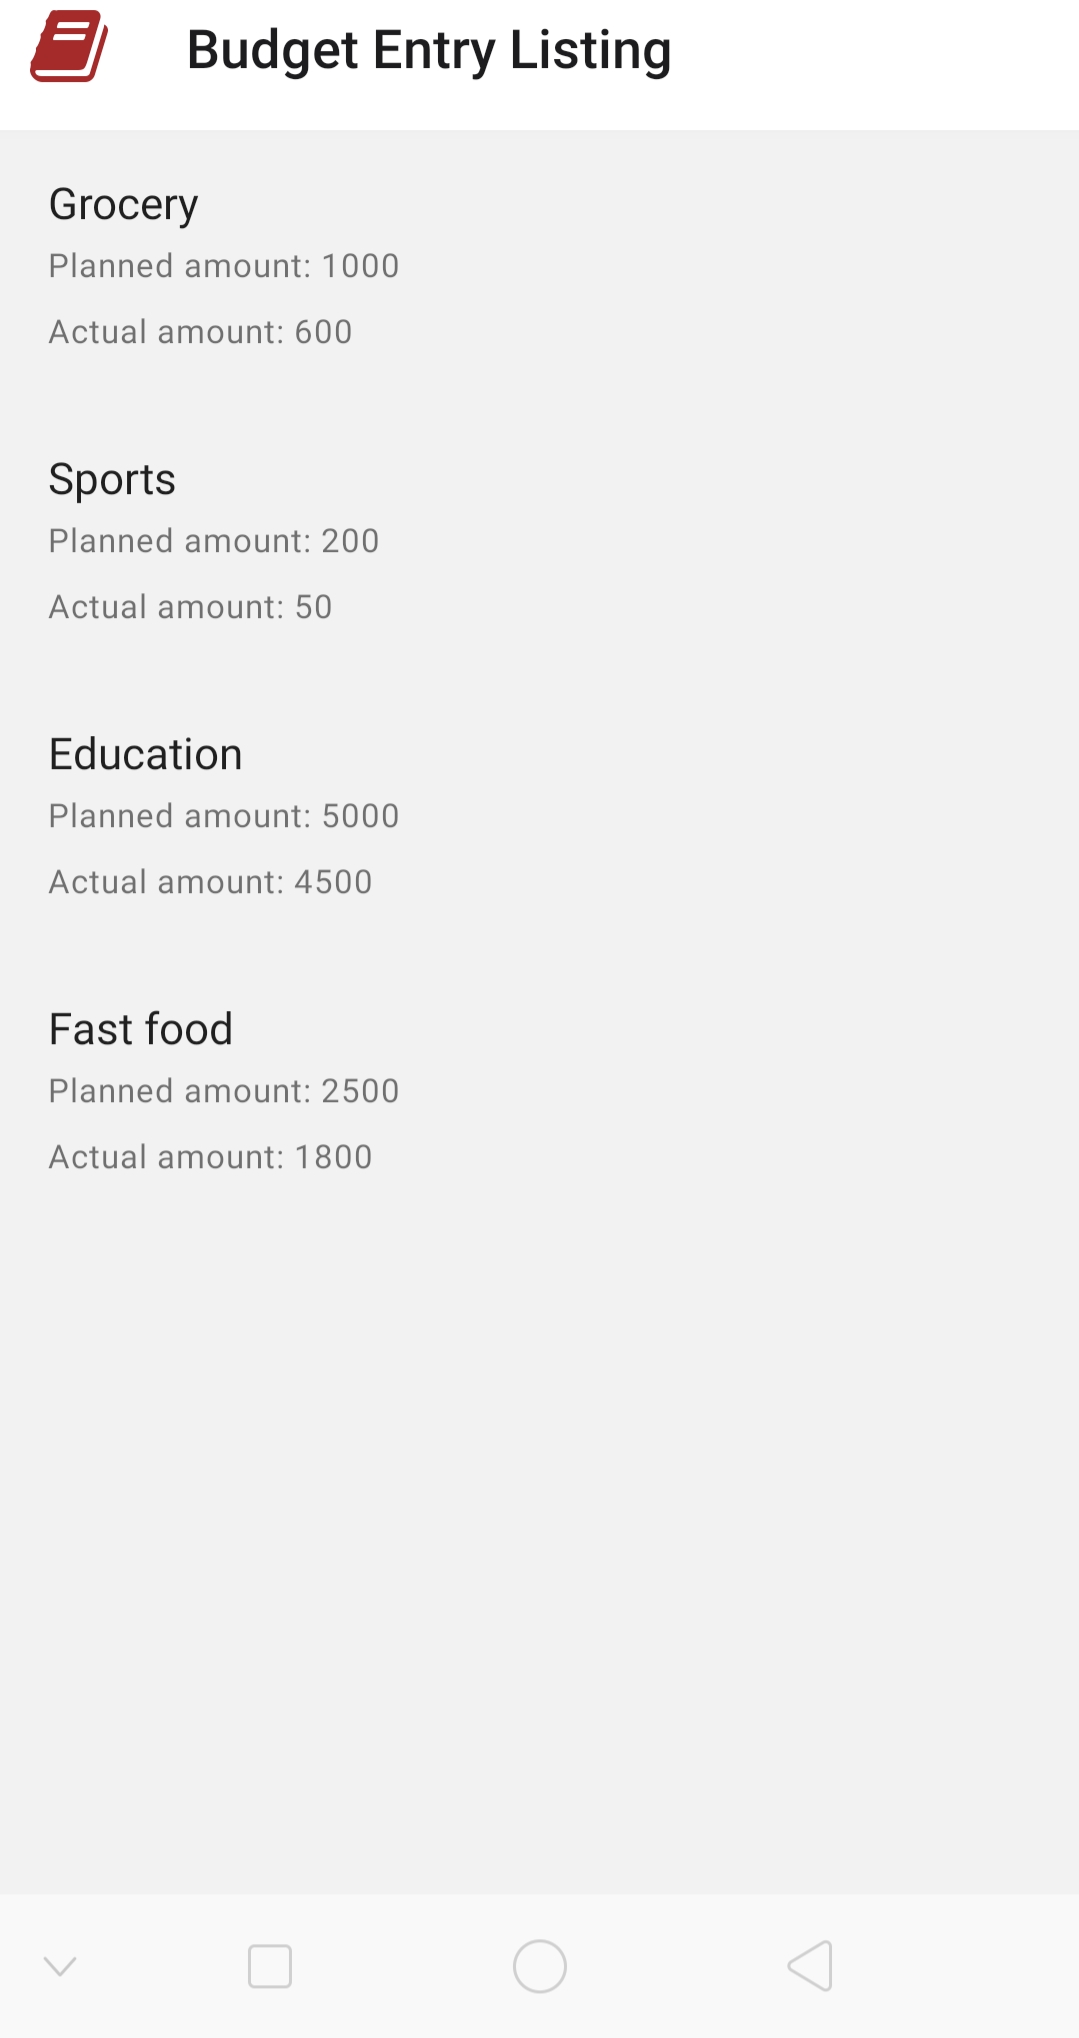 Budget Entry Listing
Grocery
Planned amount: 1000
Actual amount: 600
Sports
Planned amount: 200
Actual amount: 50
Education
Planned amount: 5000
Actual amount: 4500
Fast food
Planned amount: 2500
Actual amount: 1800